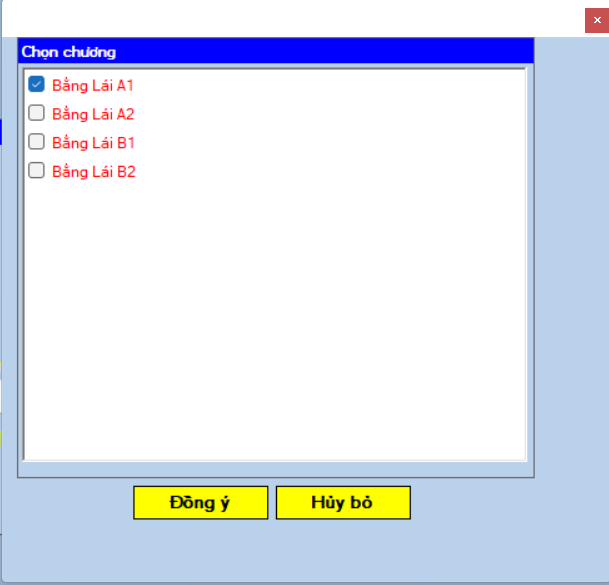 Chọn chương
Bằng Lái A1
Bằng Lái A2
Bằng Lái B1
Bằng Lái B2
Đồng ý
Hủy bỏ